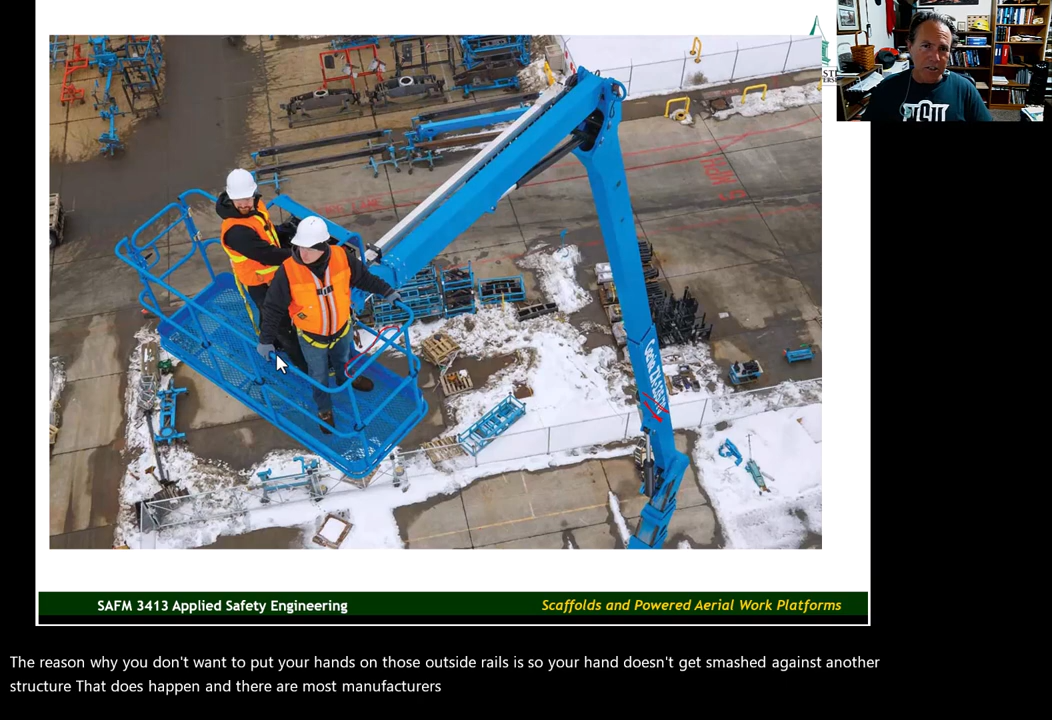 SAFM 3413 Applied Safety Engineering
Scaffolds and Powered Aerial Work Platforms
The reason why you don't want to put your hands on those outside rails is so your hand doesn't get smashed against another
structure That does happen and there are most manufacturers